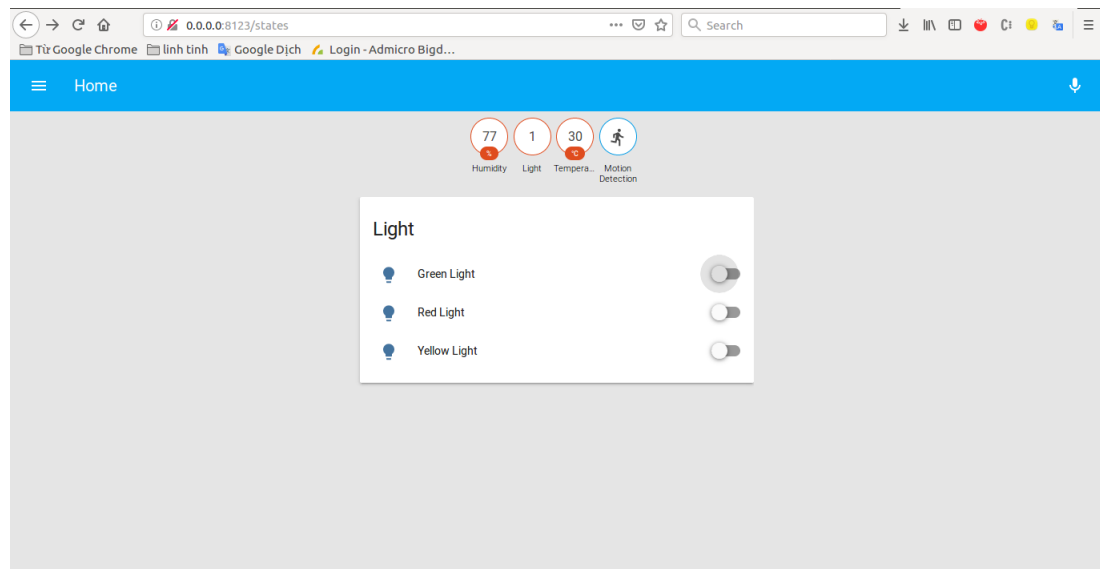 0.0.0.0:8123/states
Search
Từ Google Chrome linh tinh Google Dịch Login - Admicro Bigd...
Home
77 1 30
% °C
Humidity Light Tempera... Motion
Detection
Light
Green Light
Red Light
Yellow Light